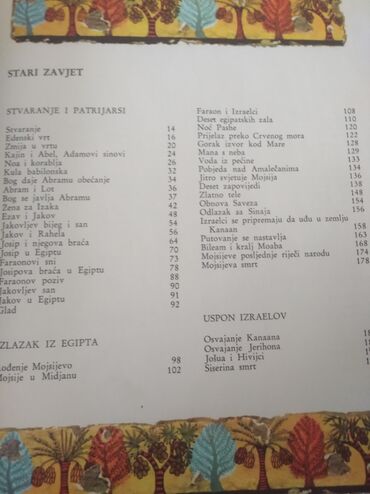 STARI ZAVJET
STVARANJE I PATRIJARSI
Stvaranje 14
Edenski vrt 16
Zmija u vrtu 20
Kajin i Abel, Adamovi sinovi 24
Noa i korablja 26
Kula babilonska 32
Bog daje Abramu obećanje 34
Abram i Lot 36
Bog se javlja Abramu 37
Žena za Izaka 42
Ezav i Jakov 48
Jakovljev bijeg i san 54
Jakov i Rahela 56
Josip i njegova braća 64
Josip u Egiptu 70
Faraonovi sni 73
Josipova braća u Egiptu 78
Faraonov poziv 88
Jakovljev san 90
Jakov u Egiptu 91
Glad 92
ZLAZAK IZ EGIPTA
Rođenje Mojsijevo 98
Mojsije u Midjanu 102
Faraon i Izraelci 108
Deset egipatskih zala 110
Noć Pashe 120
Prijelaz preko Crvenog mora 122
Gorak izvor kod Mare 128
Mana s neba 129
Voda iz pećine 133
Pobjeda nad Amalečanima 134
Jitro svjetuje Mojsija 136
Deset zapovijedi 138
Zlatno tele 148
Obnova Saveza 154
Odlazak sa Sinaja 156
Izraelci se pripremaju da uđu u zemlju
Kanaan 158
Putovanje se nastavlja 163
Bileam i kralj Moaba 168
Mojsijeve posljednje riječi narodu 174
Mojsijeva smrt 178
USPON IZRAELOV
Osvajanje Kanaana
Osvajanje Jerihona
Jošua i Hivijci
Siserina smrt